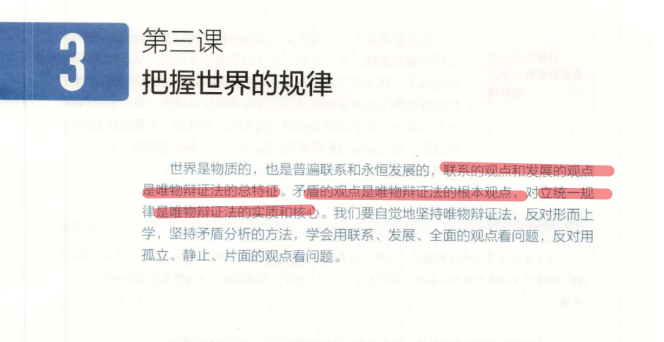 3
第三课
把握世界的规律
世界是物质的，也是普遍联系和永恒发展的，联系的观点和发展的观点
是唯物辩证法的总特征。矛盾的观点是唯物辩证法的根本观点，对立统一规
律是唯物辩证法的实质和核心。我们要自觉地坚持唯物辩证法，反对形而上
学，坚持矛盾分析的方法，学会用联系、发展、全面的观点看问题，反对用
孤立、静止、片面的观点看问题。